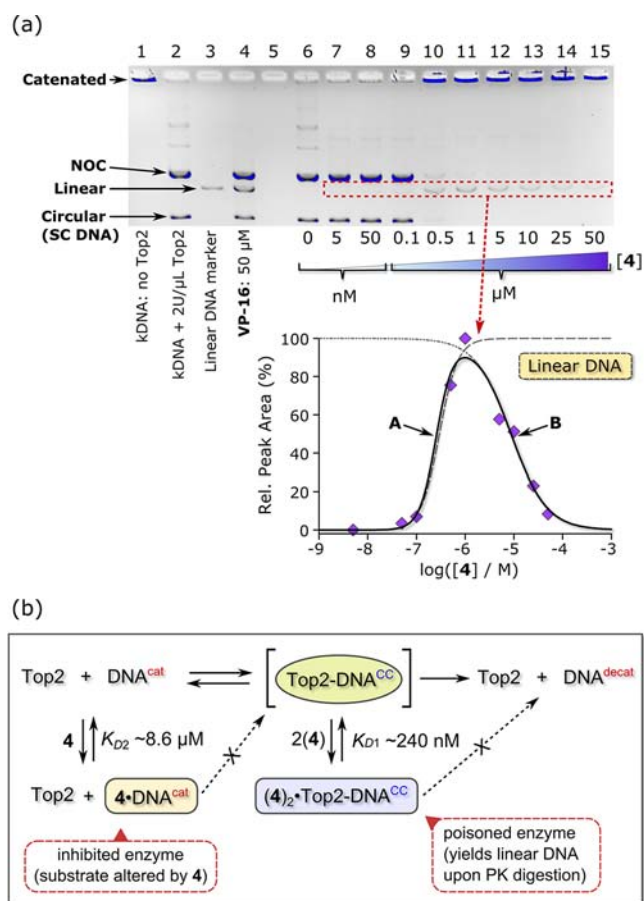 (a)
1 2 3 4 5 6 7 8 9 10 11 12 13 14 15
Catenated
NOC
Linear
Circular
(SC DNA)
0 5 50 0.1 0.5 1 5 10 25 50 [4]
nM
µM
kDNA: no Top2
kDNA + 2U/µL Top2
Linear DNA marker
VP-16: 50 µM
Rel. Peak Area (%)
100
80
60
40
20
0
Linear DNA
A
B
-9 -8 -7 -6 -5 -4 -3
log([4] / M)
(b)
Top2 + DNAcat [ Top2-DNACC ] Top2 + DNAdecat
4 KD2 ~8.6 µM 2(4) KD1 ~240 nM
Top2 + 4•DNAcat (4)2•Top2-DNACC
inhibited enzyme
(substrate altered by 4)
poisoned enzyme
(yields linear DNA
upon PK digestion)